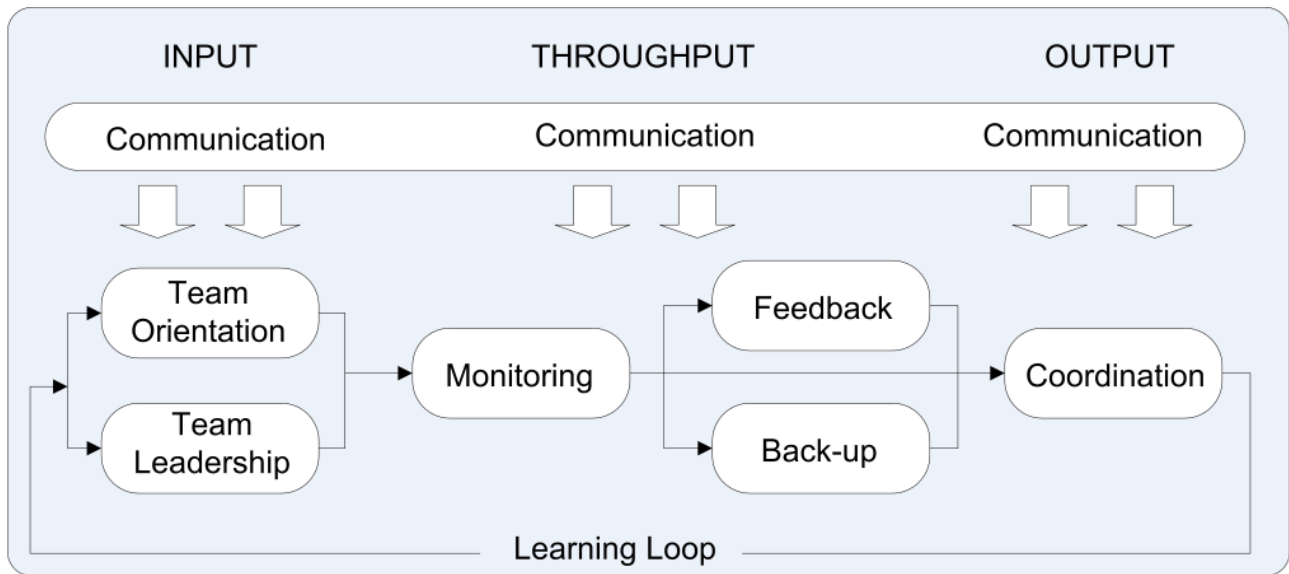 INPUT
THROUGHPUT
OUTPUT
Communication
Communication
Communication
Team
Orientation
Team
Leadership
Monitoring
Feedback
Back-up
Coordination
Learning Loop